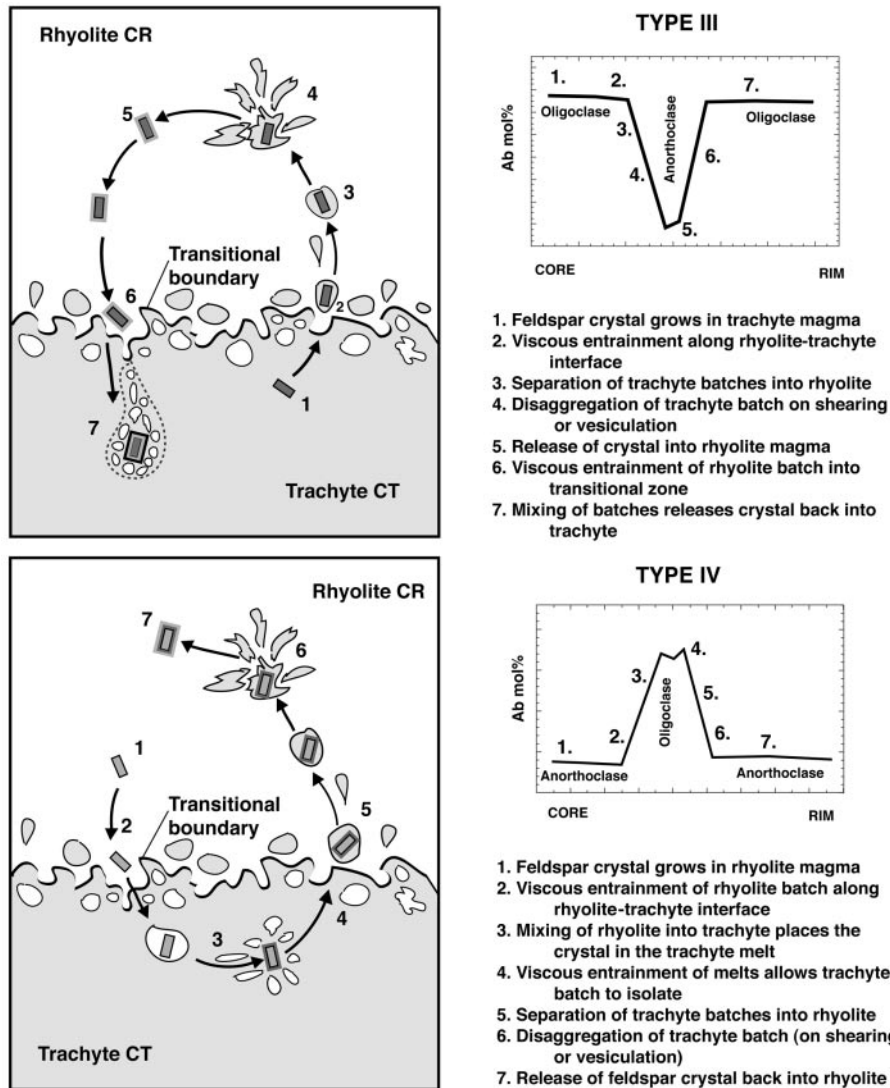 Rhyolite CR
4
5
3
Transitional
boundary
6
2
1
7
Trachyte CT
TYPE III
Ab mol%
1.
2.
7.
Oligoclase
Anorthoclase
Oligoclase
3.
6.
4.
5.
CORE
RIM
1. Feldspar crystal grows in trachyte magma
2. Viscous entrainment along rhyolite-trachyte
interface
3. Separation of trachyte batches into rhyolite
4. Disaggregation of trachyte batch on shearing
or vesiculation
5. Release of crystal into rhyolite magma
6. Viscous entrainment of rhyolite batch into
transitional zone
7. Mixing of batches releases crystal back into
trachyte
Rhyolite CR
7
6
1
Transitional
boundary
2
5
3
4
Trachyte CT
TYPE IV
Ab mol%
3.
4.
Oligoclase
5.
1.
2.
6.
7.
Anorthoclase
Anorthoclase
CORE
RIM
1. Feldspar crystal grows in rhyolite magma
2. Viscous entrainment of rhyolite batch along
rhyolite-trachyte interface
3. Mixing of rhyolite into trachyte places the
crystal in the trachyte melt
4. Viscous entrainment of melts allows trachyte
batch to isolate
5. Separation of trachyte batches into rhyolite
6. Disaggregation of trachyte batch (on shearing
or vesiculation)
7. Release of feldspar crystal back into rhyolite